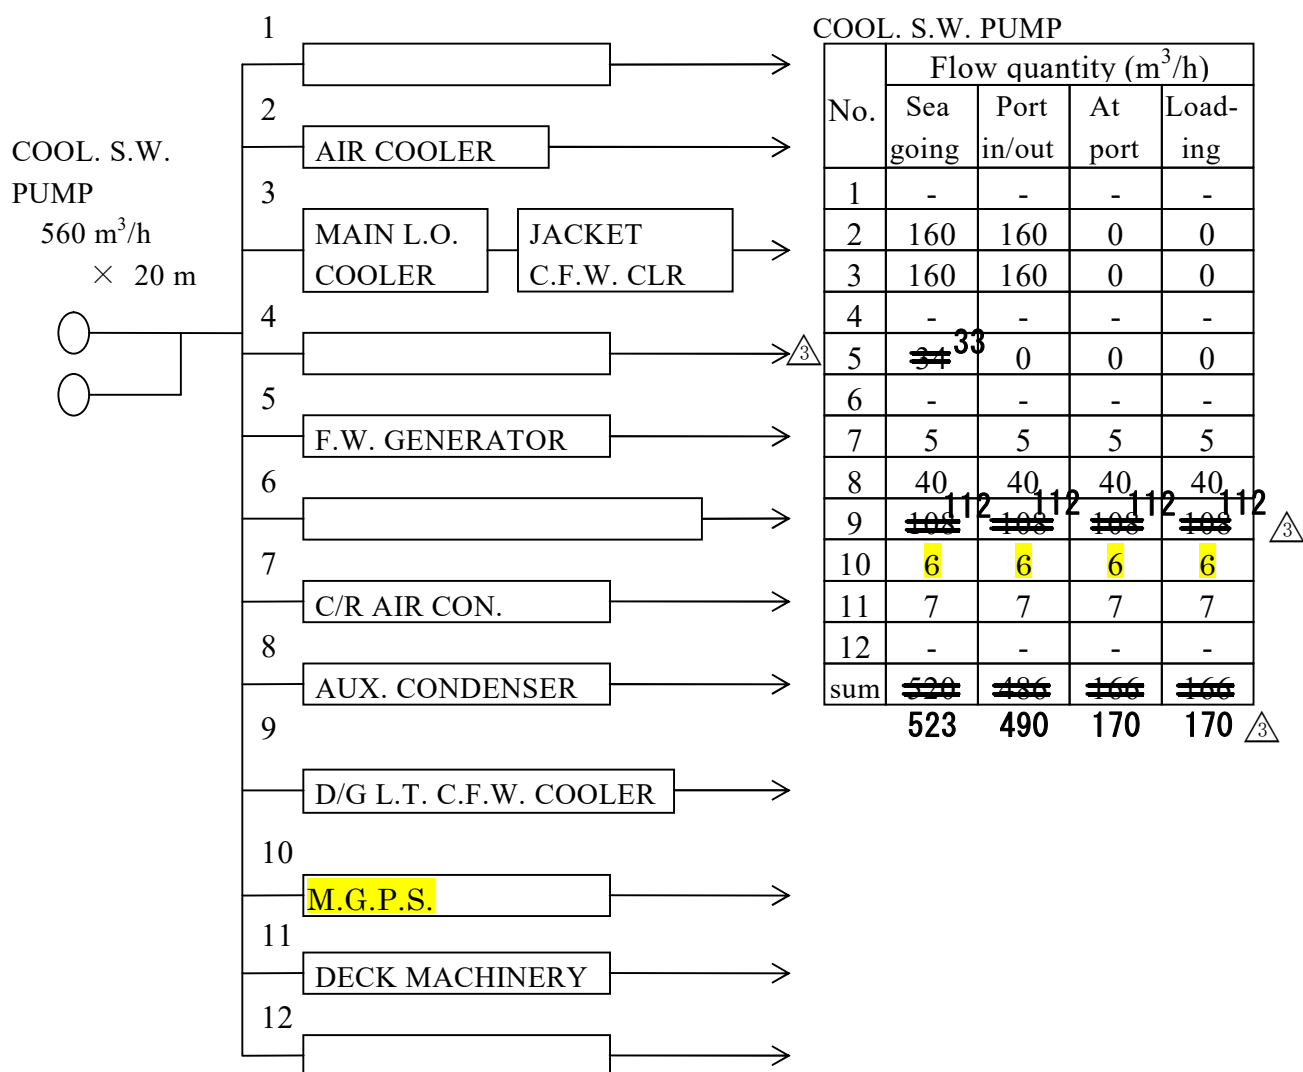 COOL. S.W.
PUMP
560 m³/h
× 20 m
1
2
AIR COOLER
3
MAIN L.O.
COOLER
JACKET
C.F.W. CLR
4
5
F.W. GENERATOR
6
7
C/R AIR CON.
8
AUX. CONDENSER
9
D/G L.T. C.F.W. COOLER
10
M.G.P.S.
11
DECK MACHINERY
12
COOL. S.W. PUMP
No. Flow quantity (m³/h)
Sea going Port in/out At port Load-ing
1 - - - -
2 160 160 0 0
3 160 160 0 0
4 - - - -
3 5 34 33 0 0 0
6 - - - -
7 5 5 5 5
8 40 40 40 40
9 108 112 108 112 108 112 108 112 3
10 6 6 6 6
11 7 7 7 7
12 - - - -
sum 520 486 166 166
523 490 170 170 3